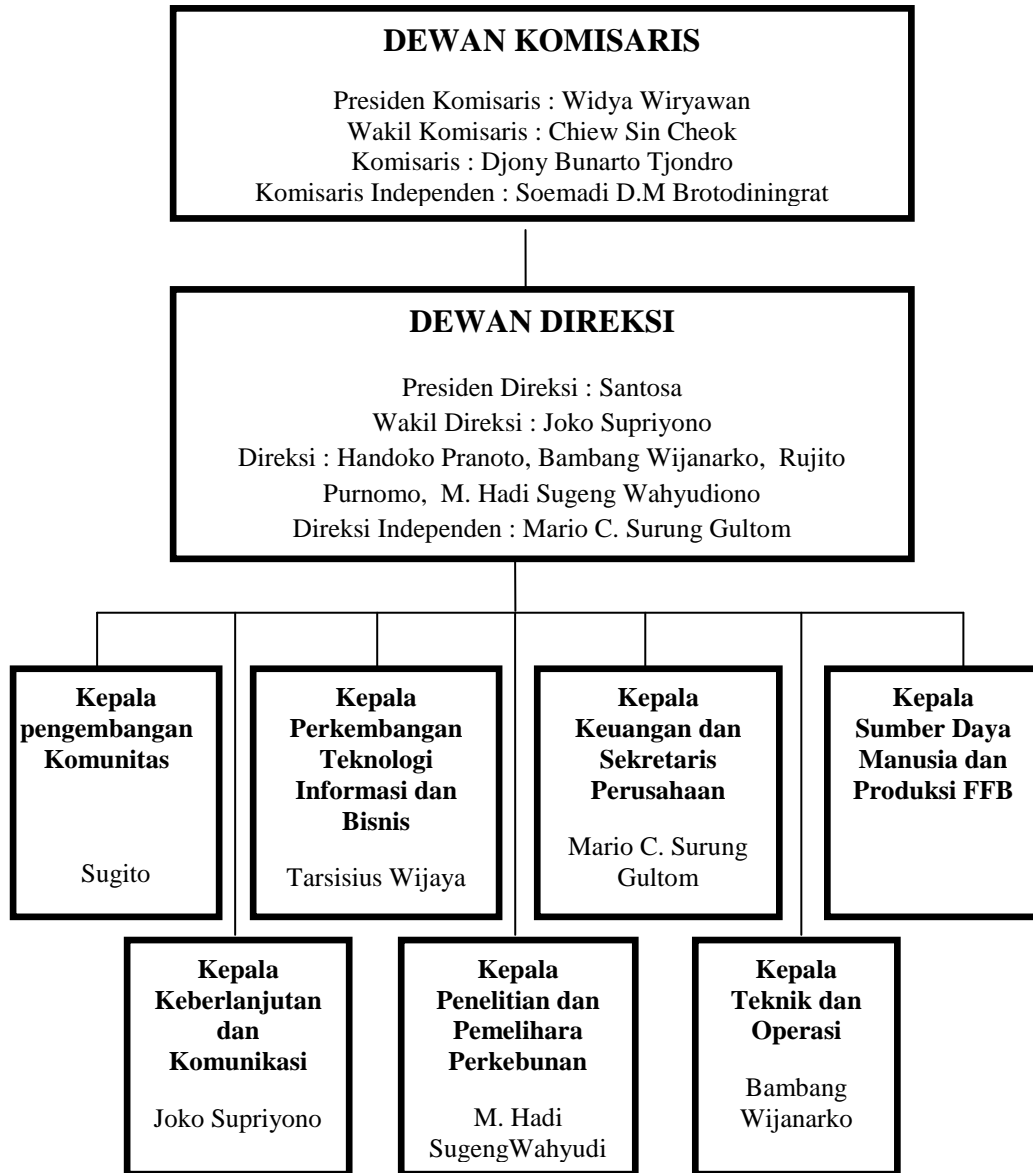 DEWAN KOMISARIS
Presiden Komisaris : Widya Wiryawan
Wakil Komisaris : Chiew Sin Cheok
Komisaris : Djony Bunarto Tjondro
Komisaris Independen : Soemadi D.M Brotodiningrat
DEWAN DIREKSI
Presiden Direksi : Santosa
Wakil Direksi : Joko Supriyono
Direksi : Handoko Pranoto, Bambang Wijanarko, Rujito
Purnomo, M. Hadi Sugeng Wahyudiono
Direksi Independen : Mario C. Surung Gultom
Kepala
pengembangan
Komunitas
Sugito
Kepala
Perkembangan
Teknologi
Informasi dan
Bisnis
Tarsisius Wijaya
Kepala
Keuangan dan
Sekretaris
Perusahaan
Mario C. Surung
Gultom
Kepala
Sumber Daya
Manusia dan
Produksi FFB
Kepala
Keberlanjutan
dan
Komunikasi
Joko Supriyono
Kepala
Penelitian dan
Pemelihara
Perkebunan
M. Hadi
SugengWahyudi
Kepala
Teknik dan
Operasi
Bambang
Wijanarko